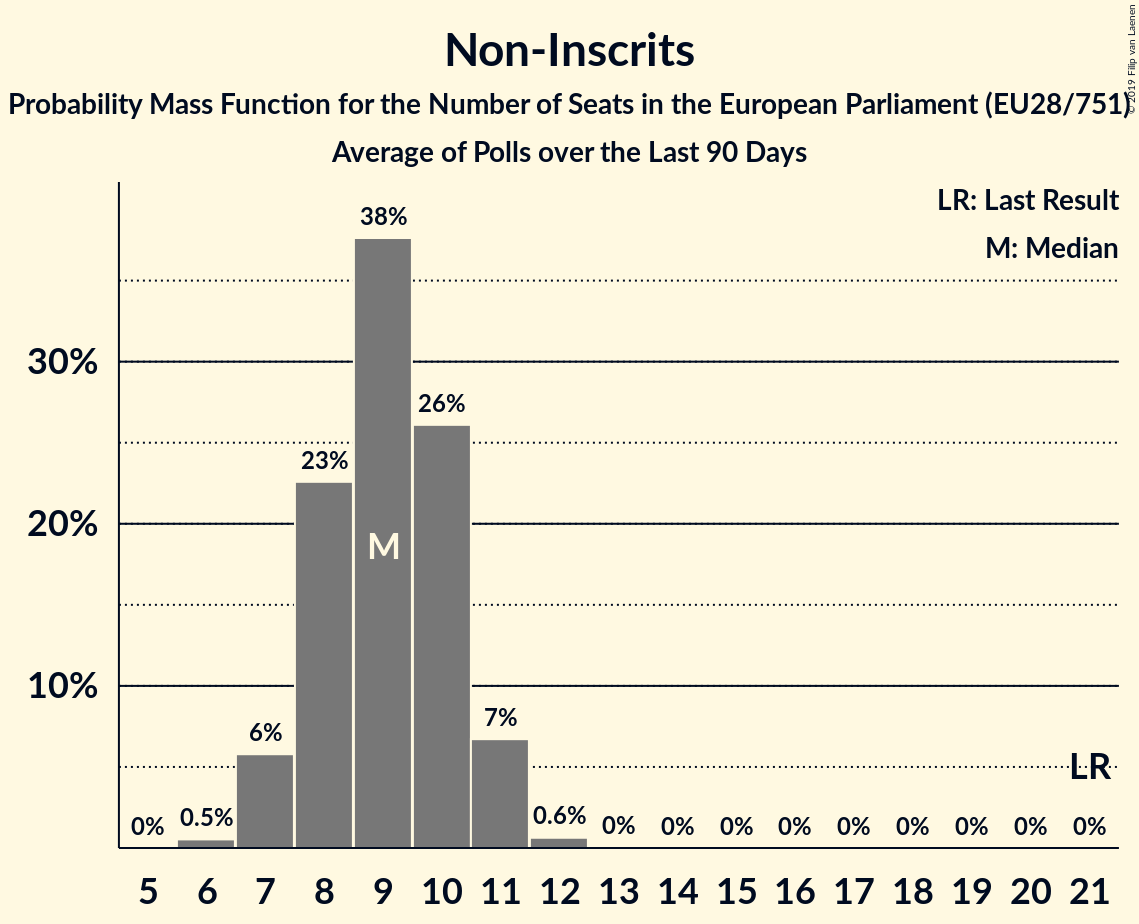 Non-Inscrits
Probability Mass Function for the Number of Seats in the European Parliament (EU28/751)
Average of Polls over the Last 90 Days
© 2019 Filip van Laenen
LR: Last Result
M: Median
38%
30%
26%
23%
M
20%
10%
7%
6%
LR
0% 0.5% 0.6% 0% 0% 0% 0% 0% 0% 0% 0% 0%
5 6 7 8 9 10 11 12 13 14 15 16 17 18 19 20 21